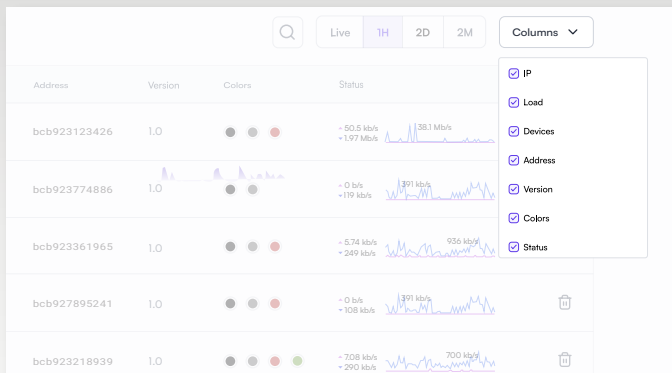 Live 1H 2D 2M Columns
Address Version Colors Status
IP
Load
Devices
Address
Version
Colors
Status
bcb923123426 1.0 50.5 kb/s 1.97 Mb/s 38.1 Mb/s
bcb923774886 1.0 0 b/s 119 kb/s 391 kb/s
bcb923361965 1.0 5.74 kb/s 249 kb/s 936 kb/s
bcb927895241 1.0 0 b/s 108 kb/s 391 kb/s
bcb923218939 1.0 7.08 kb/s 290 kb/s 700 kb/s